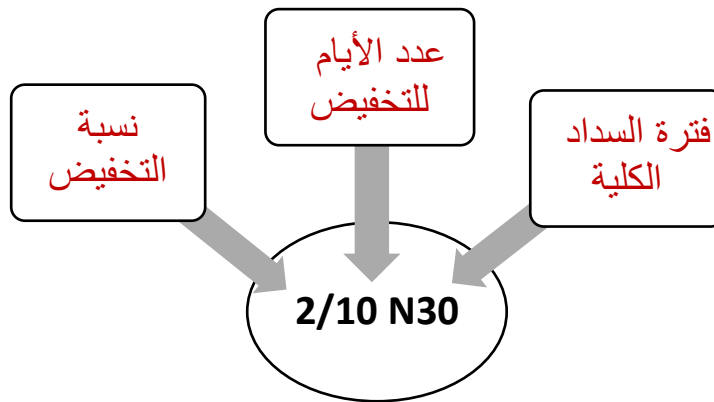 عدد الأيام
للتخفيض
نسبة
التخفيض
فترة السداد
الكلية
2/10 N30